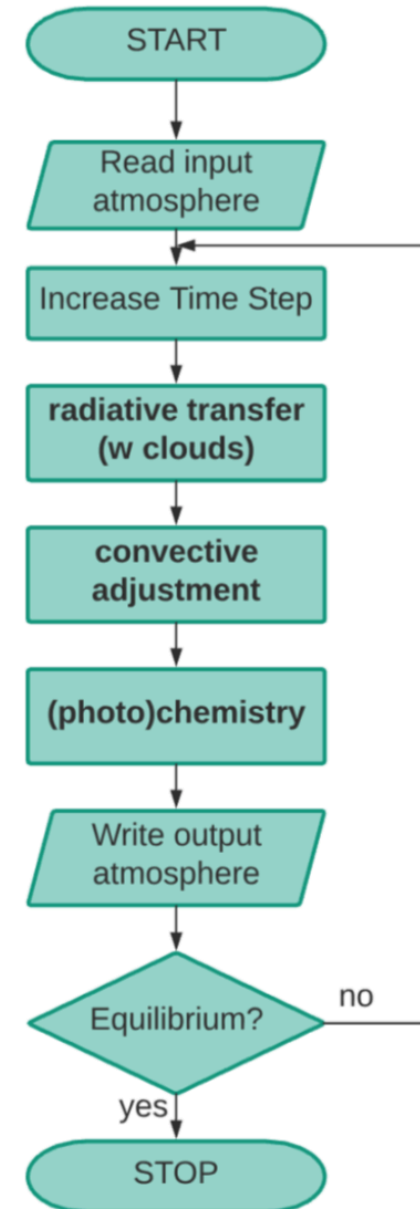 START
Read input
atmosphere
Increase Time Step
radiative transfer
(w clouds)
convective
adjustment
(photo)chemistry
Write output
atmosphere
Equilibrium?
no
yes
STOP